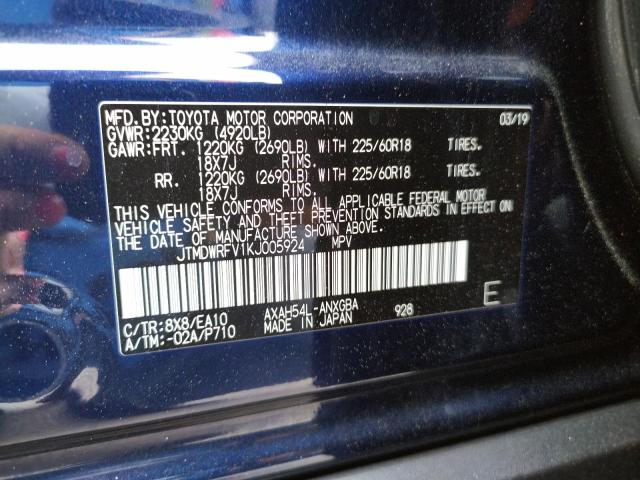 MFD.BY:TOYOTA MOTOR CORPORATION 03/19
GVWR:2230KG (4920LB)
GAWR:FRT. 1220KG (2690LB) WITH 225/60R18 TIRES.
18X7J RIMS.
RR. 1220KG (2690LB) WITH 225/60R18 TIRES.
18X7J RIMS.
THIS VEHICLE CONFORMS TO ALL APPLICABLE FEDERAL MOTOR
VEHICLE SAFETY AND THEFT PREVENTION STANDARDS IN EFFECT ON
THE DATE OF MANUFACTURE SHOWN ABOVE.
JTMDWRFV1KJ005924 MPV
C/TR:8X8/EA10 AXAH54L-ANXGBA 928 E
A/TM:-02A/P710 MADE IN JAPAN